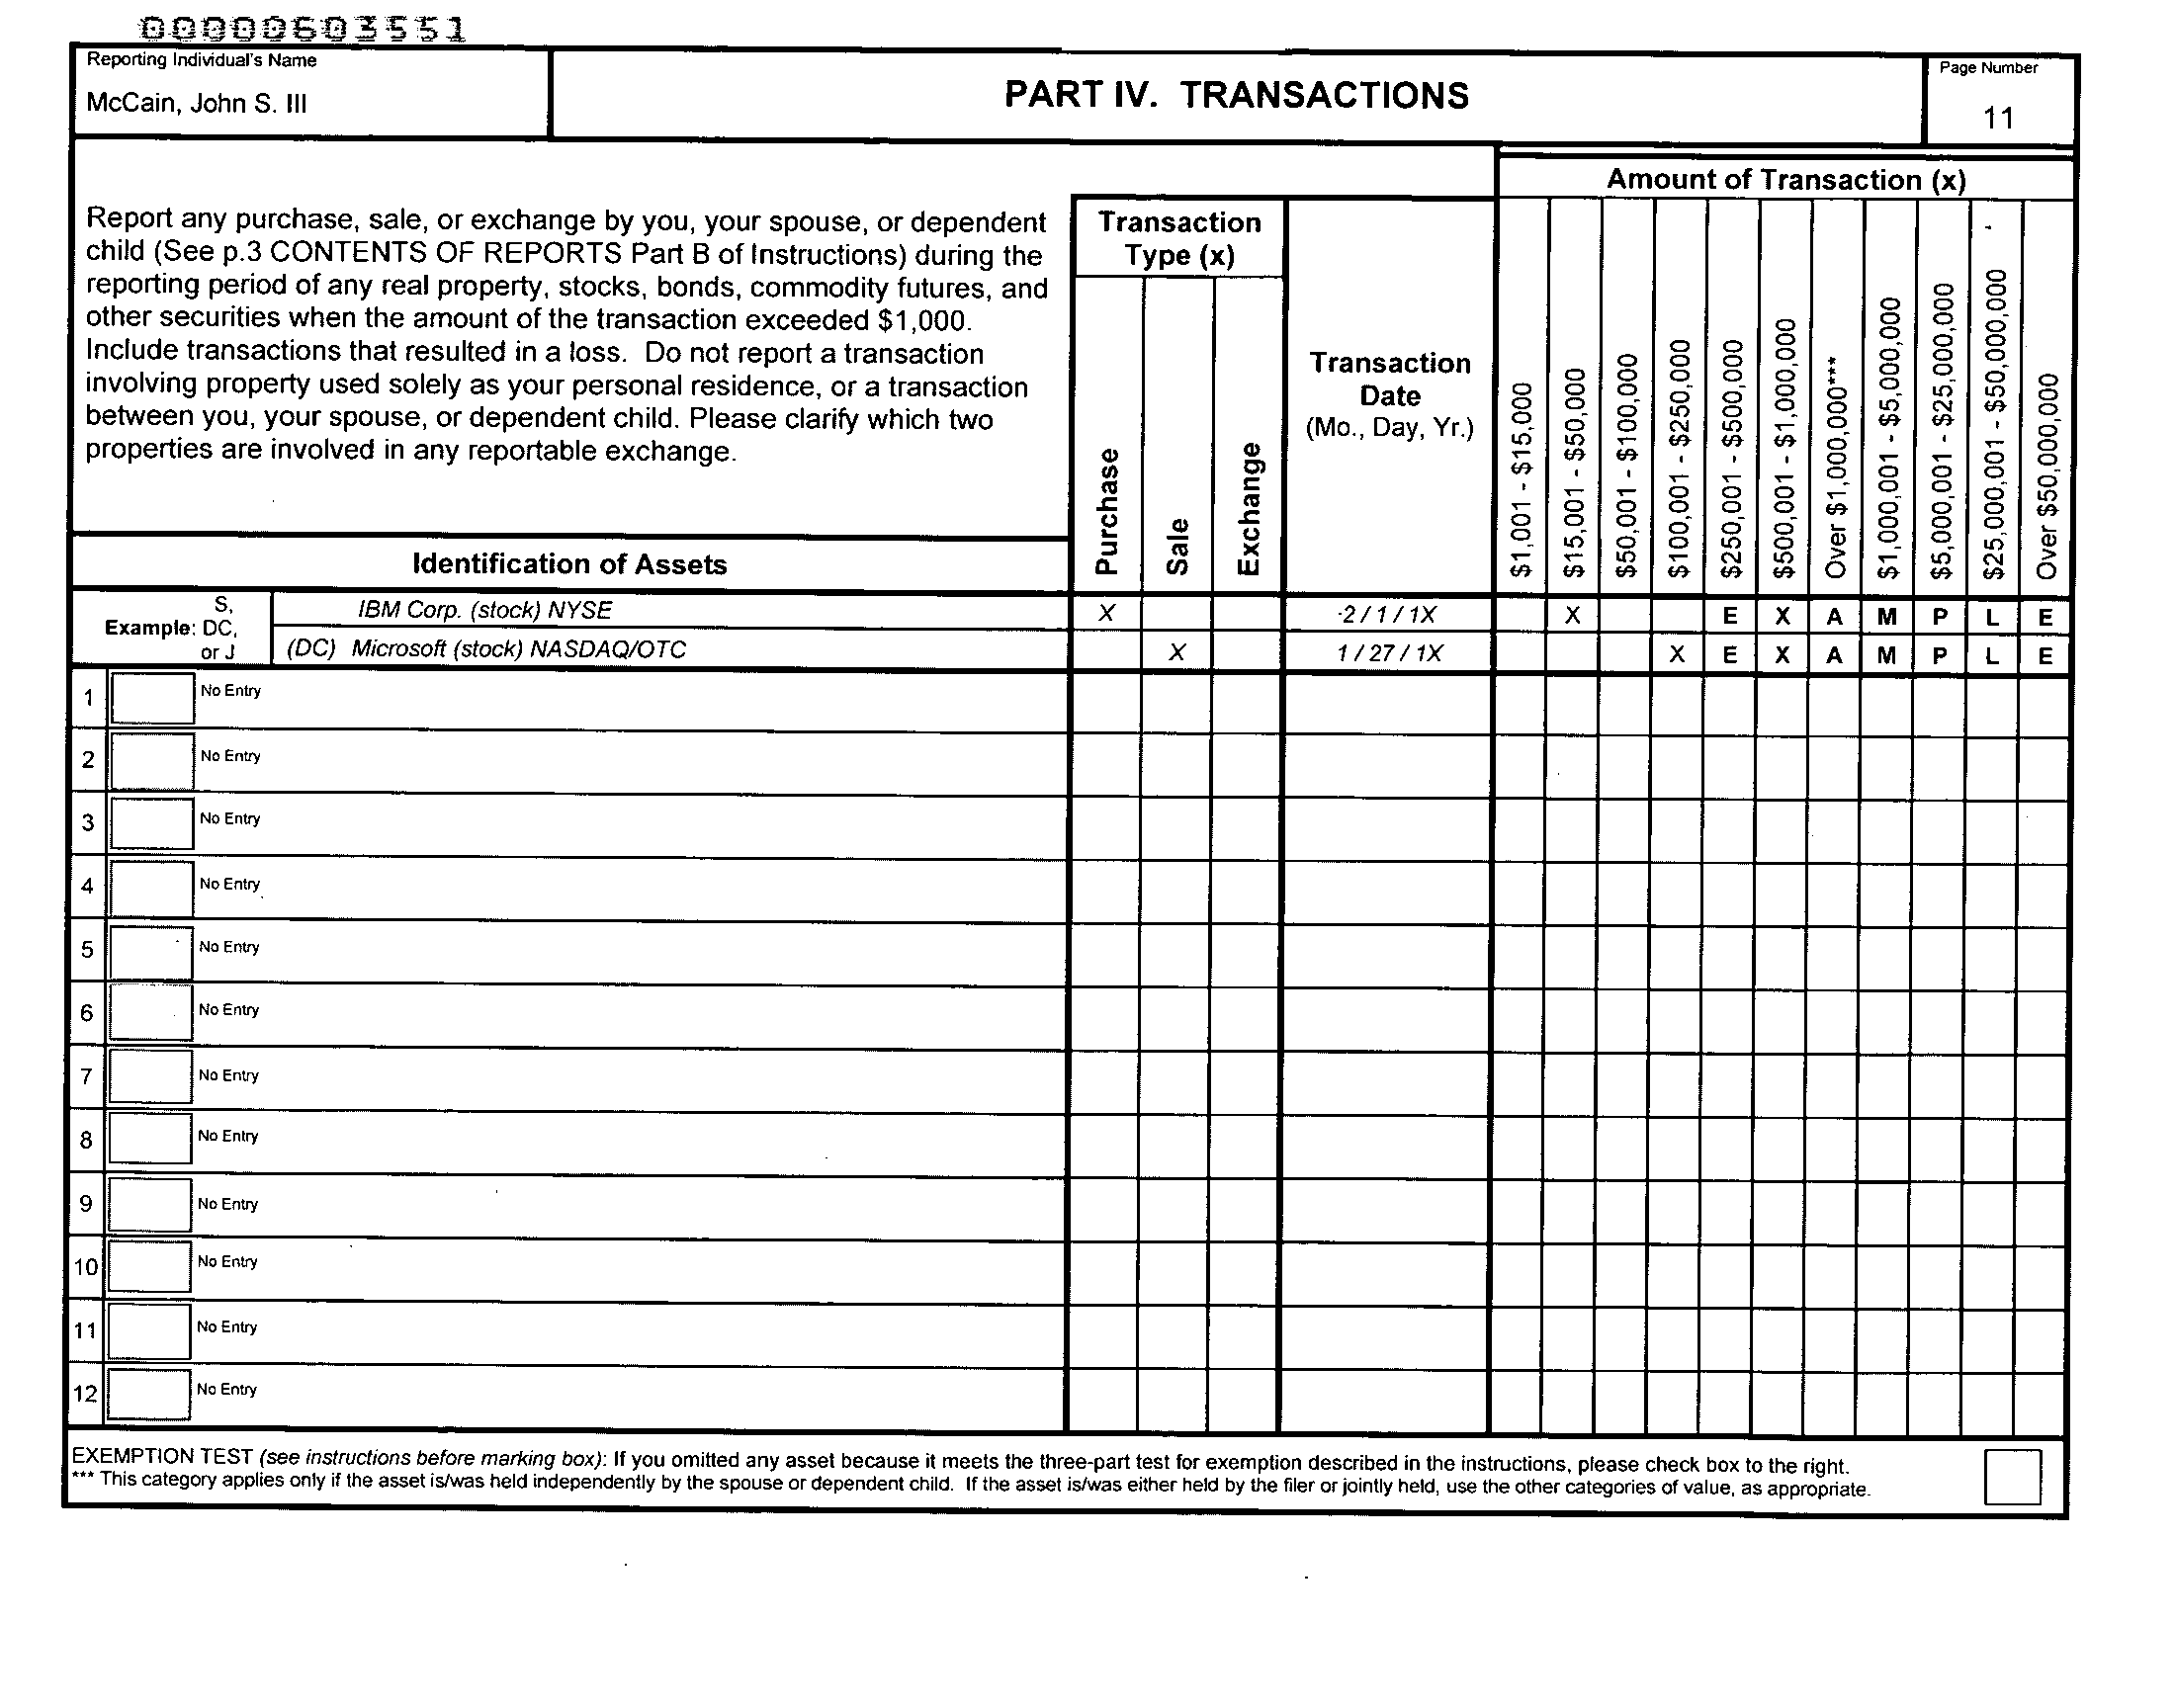 00000603551
Reporting Individual's Name
McCain, John S. III
PART IV. TRANSACTIONS
Page Number
11
Report any purchase, sale, or exchange by you, your spouse, or dependent
child (See p.3 CONTENTS OF REPORTS Part B of Instructions) during the
reporting period of any real property, stocks, bonds, commodity futures, and
other securities when the amount of the transaction exceeded $1,000.
Include transactions that resulted in a loss. Do not report a transaction
involving property used solely as your personal residence, or a transaction
between you, your spouse, or dependent child. Please clarify which two
properties are involved in any reportable exchange.
Identification of Assets
Transaction
Type (x)
Purchase
Sale
Exchange
Transaction
Date
(Mo., Day, Yr.)
Amount of Transaction (x)
$1,001 - $15,000
$15,001 - $50,000
$50,001 - $100,000
$100,001 - $250,000
$250,001 - $500,000
$500,001 - $1,000,000
Over $1,000,000***
$1,000,001 - $5,000,000
$5,000,001 - $25,000,000
$25,000,001 - $50,000,000
Over $50,000,000
Example: S, DC, or J
IBM Corp. (stock) NYSE X 2 / 1 / 1X X E X A M P L E
(DC) Microsoft (stock) NASDAQ/OTC X 1 / 27 / 1X X E X A M P L E
1 No Entry
2 No Entry
3 No Entry
4 No Entry
5 No Entry
6 No Entry
7 No Entry
8 No Entry
9 No Entry
10 No Entry
11 No Entry
12 No Entry
EXEMPTION TEST (see instructions before marking box): If you omitted any asset because it meets the three-part test for exemption described in the instructions, please check box to the right.
*** This category applies only if the asset is/was held independently by the spouse or dependent child. If the asset is/was either held by the filer or jointly held, use the other categories of value, as appropriate.